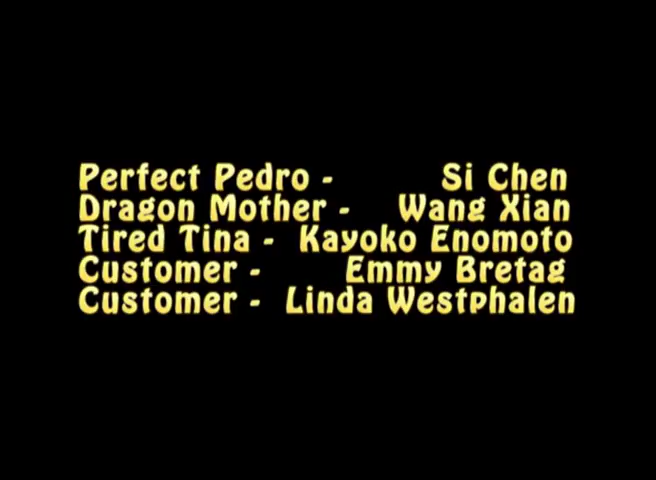 Perfect Pedro - Si Chen
Dragon Mother - Wang Xian
Tired Tina - Kayoko Enomoto
Customer - Emmy Bretag
Customer - Linda Westphalen